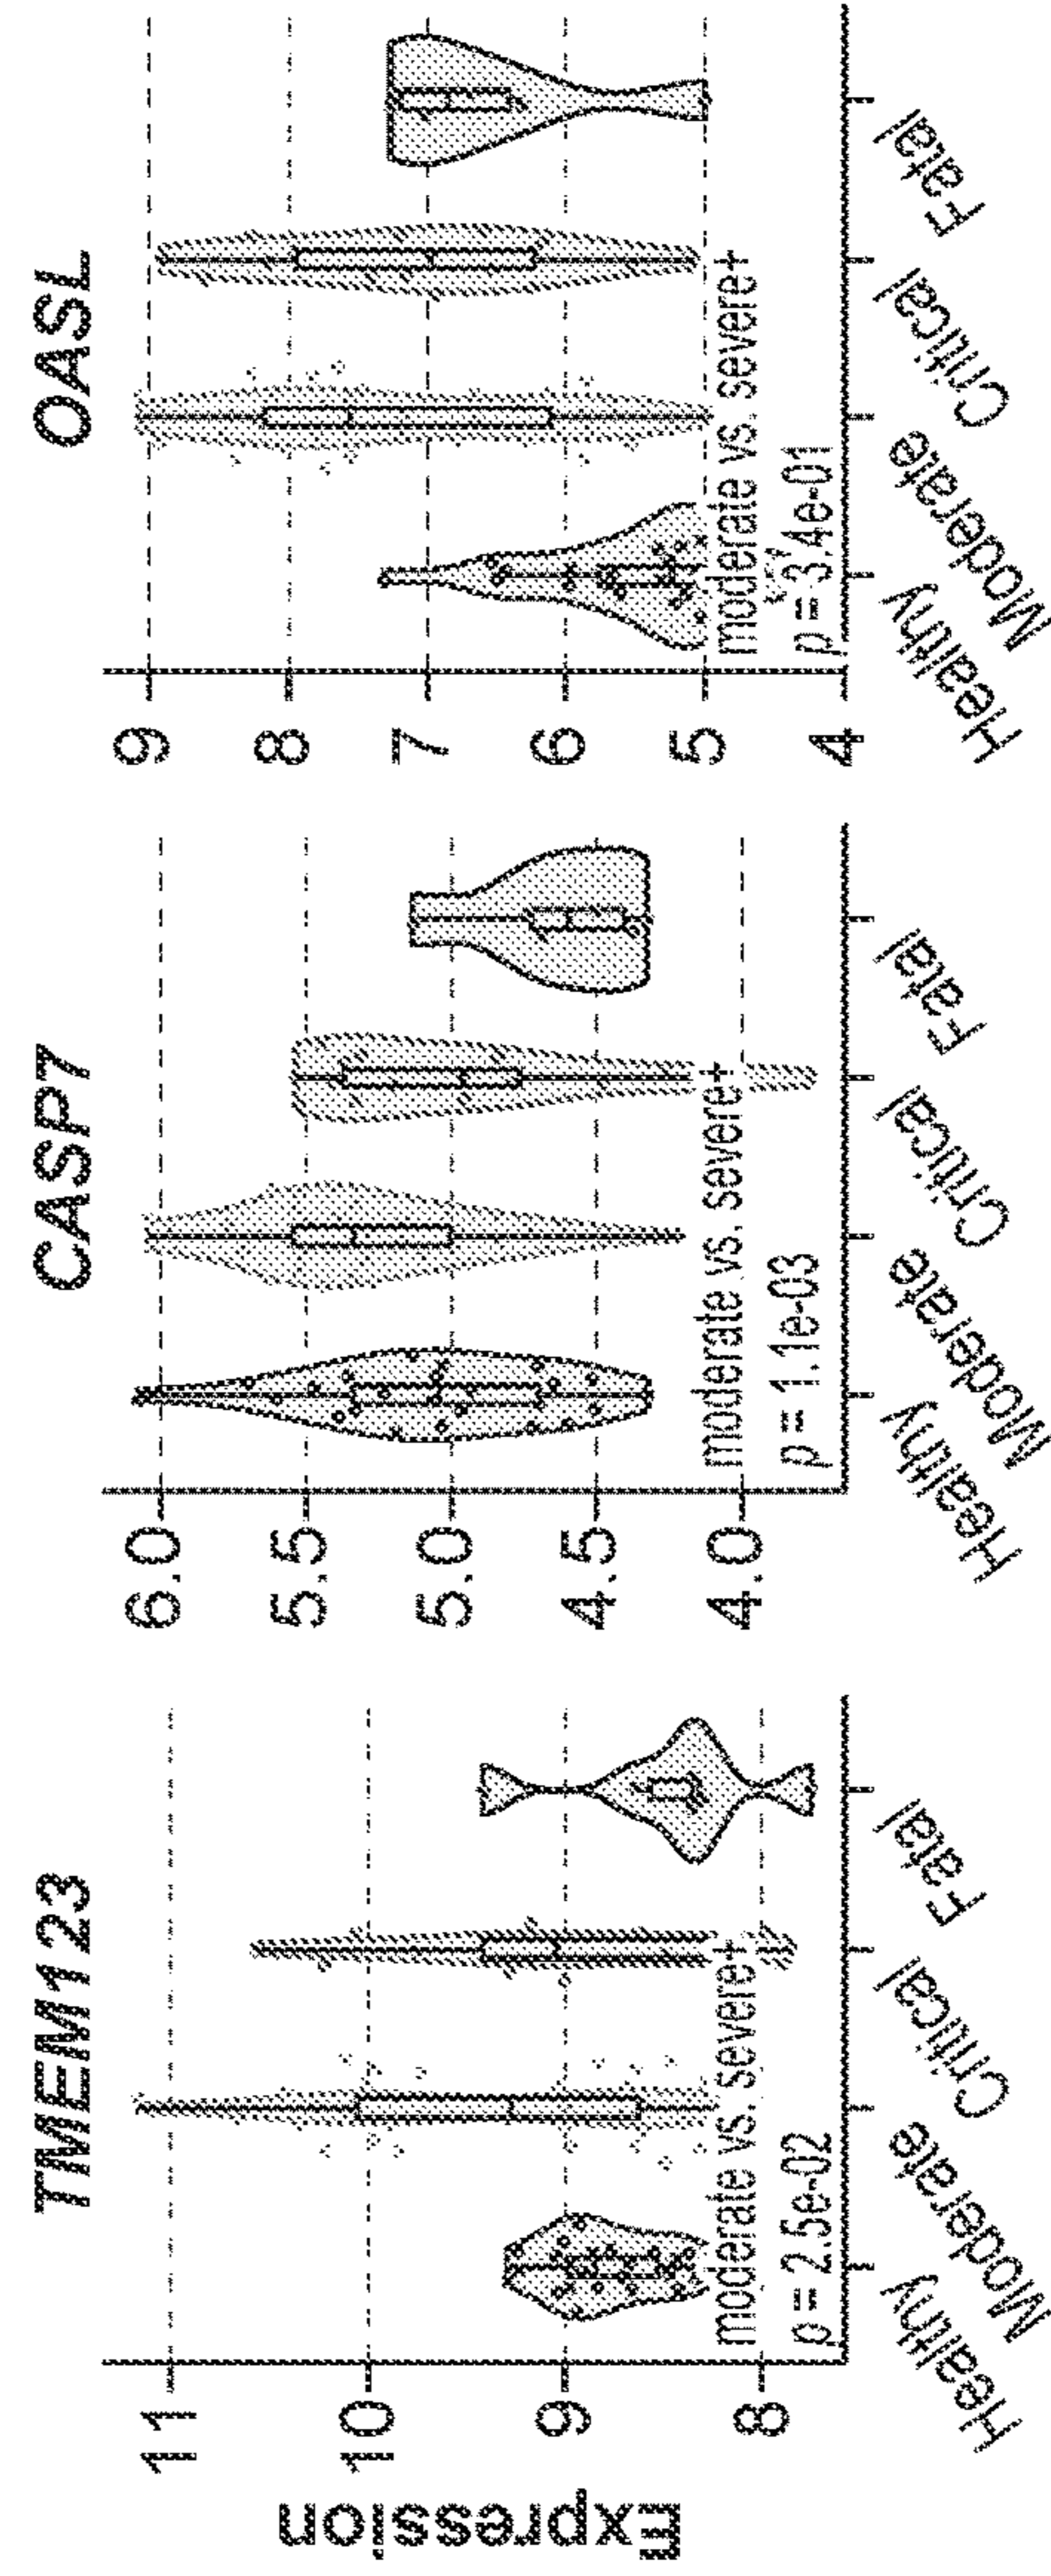 TMEM123
Expression
11
10
9
8
moderate vs. severe+
p = 2.5e-02
Healthy
Moderate
Critical
Fatal
CASP7
6.0
5.5
5.0
4.5
4.0
moderate vs. severe+
p = 1.1e-03
Healthy
Moderate
Critical
Fatal
OASL
9
8
7
6
5
4
moderate vs. severe+
p = 3.4e-01
Healthy
Moderate
Critical
Fatal